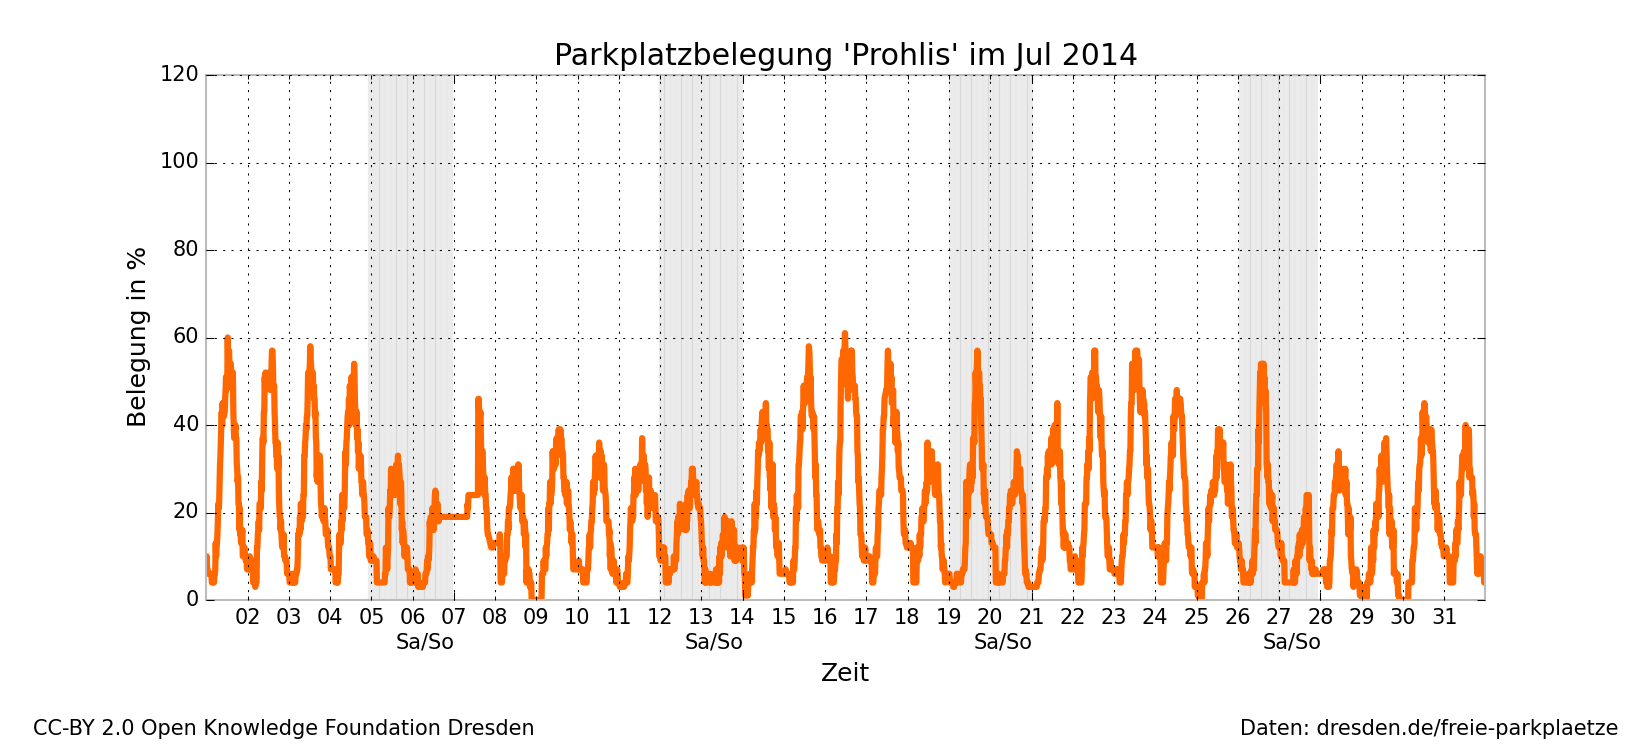 Parkplatzbelegung 'Prohlis' im Jul 2014
120
100
80
60
40
20
0
Belegung in %
02 03 04 05 06 07 08 09 10 11 12 13 14 15 16 17 18 19 20 21 22 23 24 25 26 27 28 29 30 31
Sa/So Sa/So Sa/So Sa/So
Zeit
CC-BY 2.0 Open Knowledge Foundation Dresden
Daten: dresden.de/freie-parkplaetze